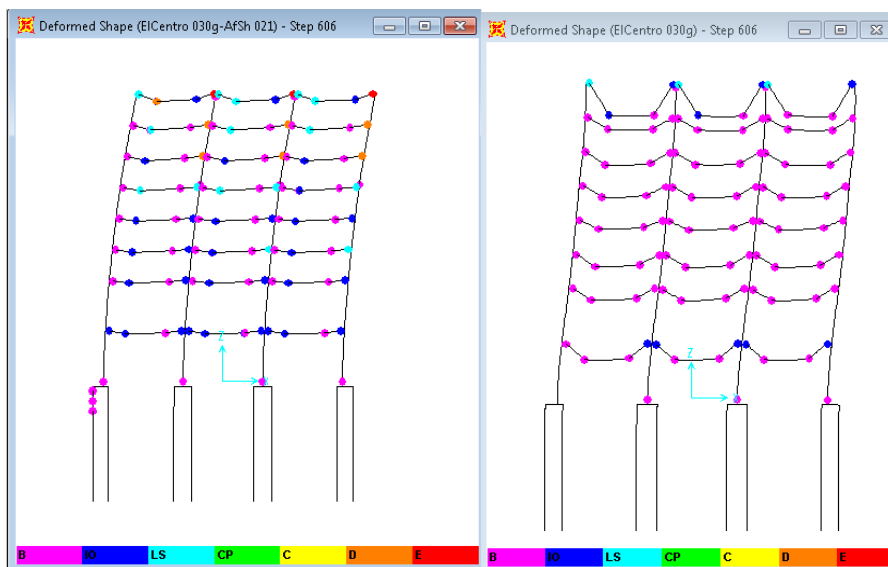 Deformed Shape (ElCentro 030g-AfSh 021) - Step 606
Z
B IO LS CP C D E
Deformed Shape (ElCentro 030g) - Step 606
Z
B IO LS CP C D E